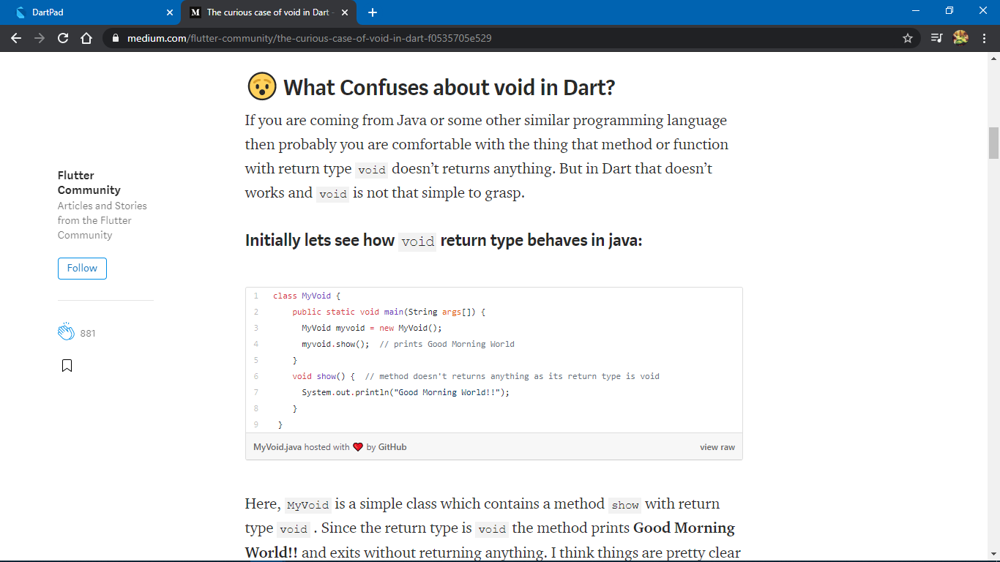 DartPad
The curious case of void in Dart -
medium.com/flutter-community/the-curious-case-of-void-in-dart-f0535705e529
What Confuses about void in Dart?
If you are coming from Java or some other similar programming language
then probably you are comfortable with the thing that method or function
with return type void doesn’t returns anything. But in Dart that doesn’t
works and void is not that simple to grasp.
Flutter
Community
Articles and Stories
from the Flutter
Community
Follow
881
Initially lets see how void return type behaves in java:
1 class MyVoid {
2 public static void main(String args[]) {
3 MyVoid myvoid = new MyVoid();
4 myvoid.show(); // prints Good Morning World
5 }
6 void show() { // method doesn't returns anything as its return type is void
7 System.out.println("Good Morning World!!");
8 }
9 }
MyVoid.java hosted with ❤ by GitHub view raw
Here, MyVoid is a simple class which contains a method show with return
type void . Since the return type is void the method prints Good Morning
World!! and exits without returning anything. I think things are pretty clear